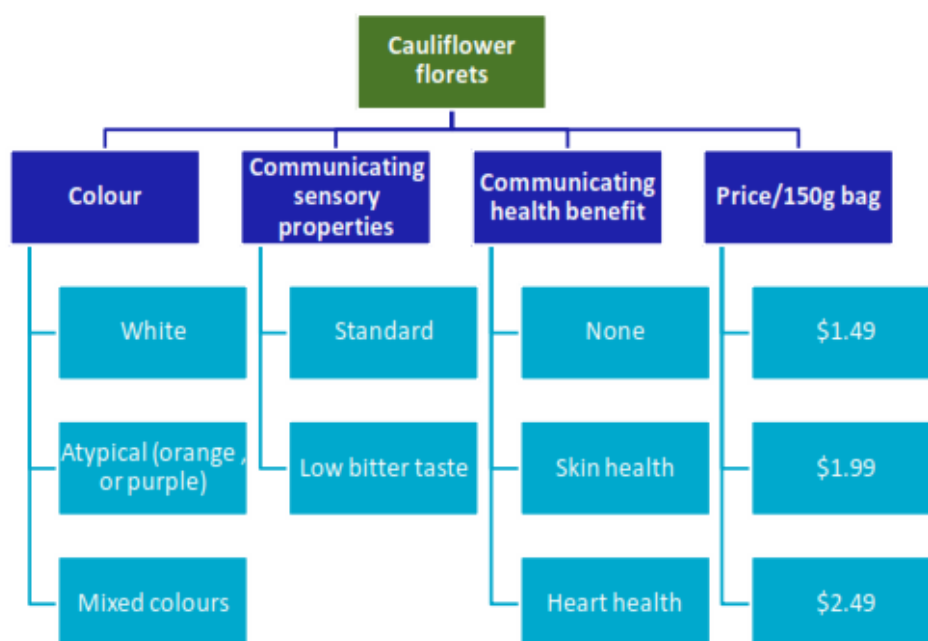 Cauliflower
florets
Colour
Communicating
sensory
properties
Communicating
health benefit
Price/150g bag
White
Standard
None
$1.49
Atypical (orange ,
or purple)
Low bitter taste
Skin health
$1.99
Mixed colours
Heart health
$2.49